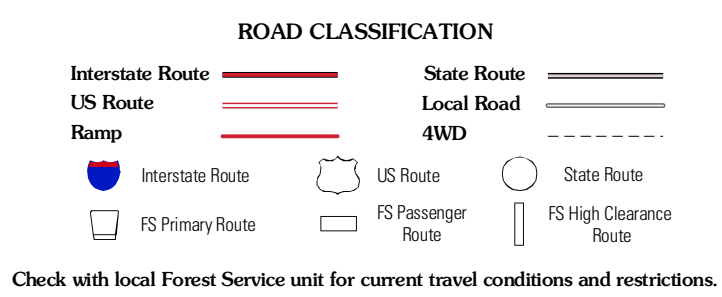 ROAD CLASSIFICATION
Interstate Route
State Route
US Route
Local Road
Ramp
4WD
Interstate Route
US Route
State Route
FS Primary Route
FS Passenger
Route
FS High Clearance
Route
Check with local Forest Service unit for current travel conditions and restrictions.